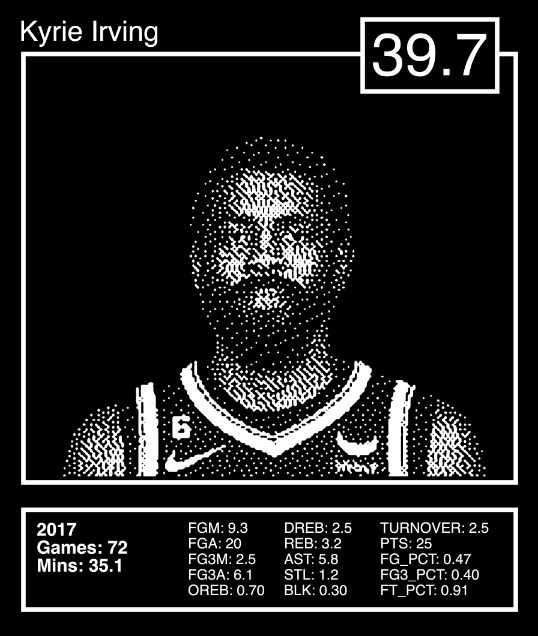 Kyrie Irving
39.7
6
2017
Games: 72
Mins: 35.1
FGM: 9.3
FGA: 20
FG3M: 2.5
FG3A: 6.1
OREB: 0.70
DREB: 2.5
REB: 3.2
AST: 5.8
STL: 1.2
BLK: 0.30
TURNOVER: 2.5
PTS: 25
FG_PCT: 0.47
FG3_PCT: 0.40
FT_PCT: 0.91